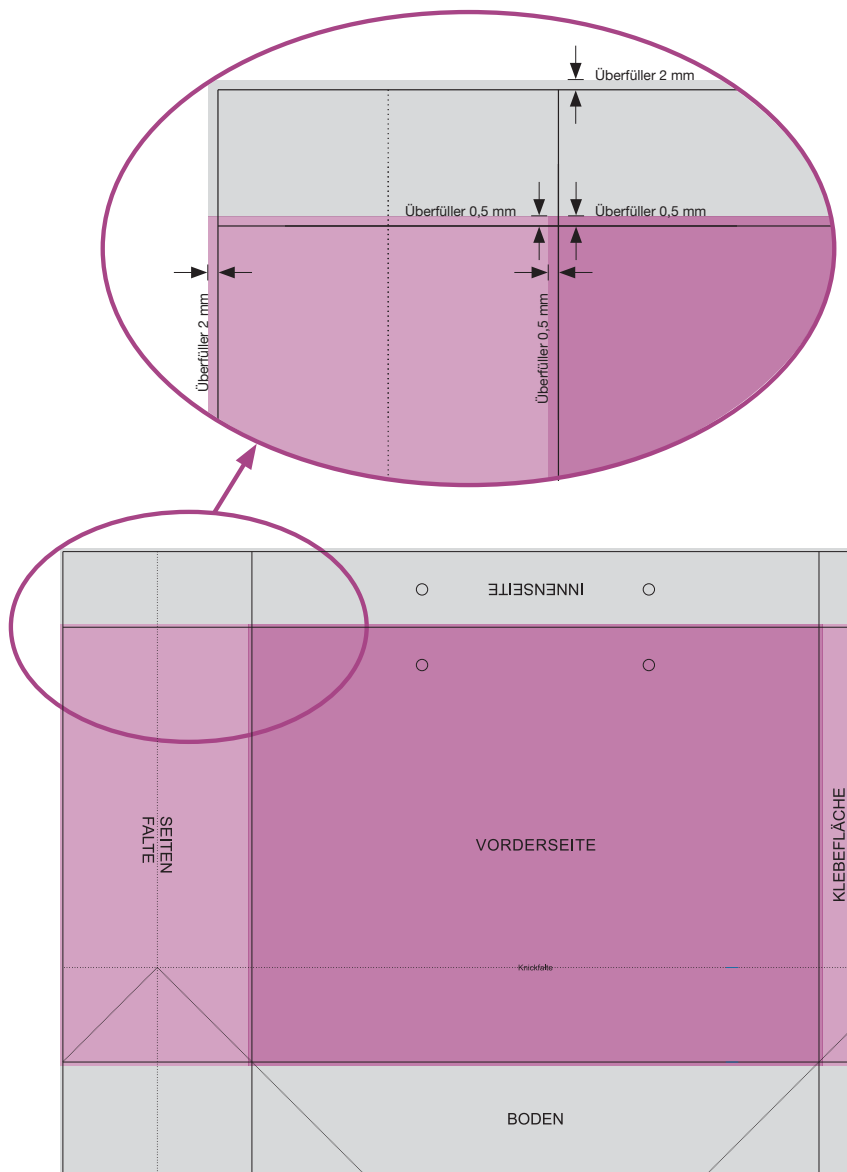 Überfüller 2 mm
Überfüller 0,5 mm
Überfüller 0,5 mm
Überfüller 2 mm
Überfüller 0,5 mm
INNENSEITE
SEITEN
FALTE
VORDERSEITE
KLEBEFLÄCHE
Knickfalte
BODEN